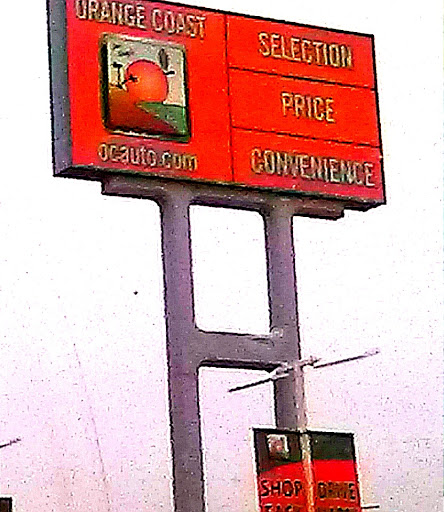 ORANGE COAST
ocauto.com
SELECTION
PRICE
CONVENIENCE
SHOP DRIVE